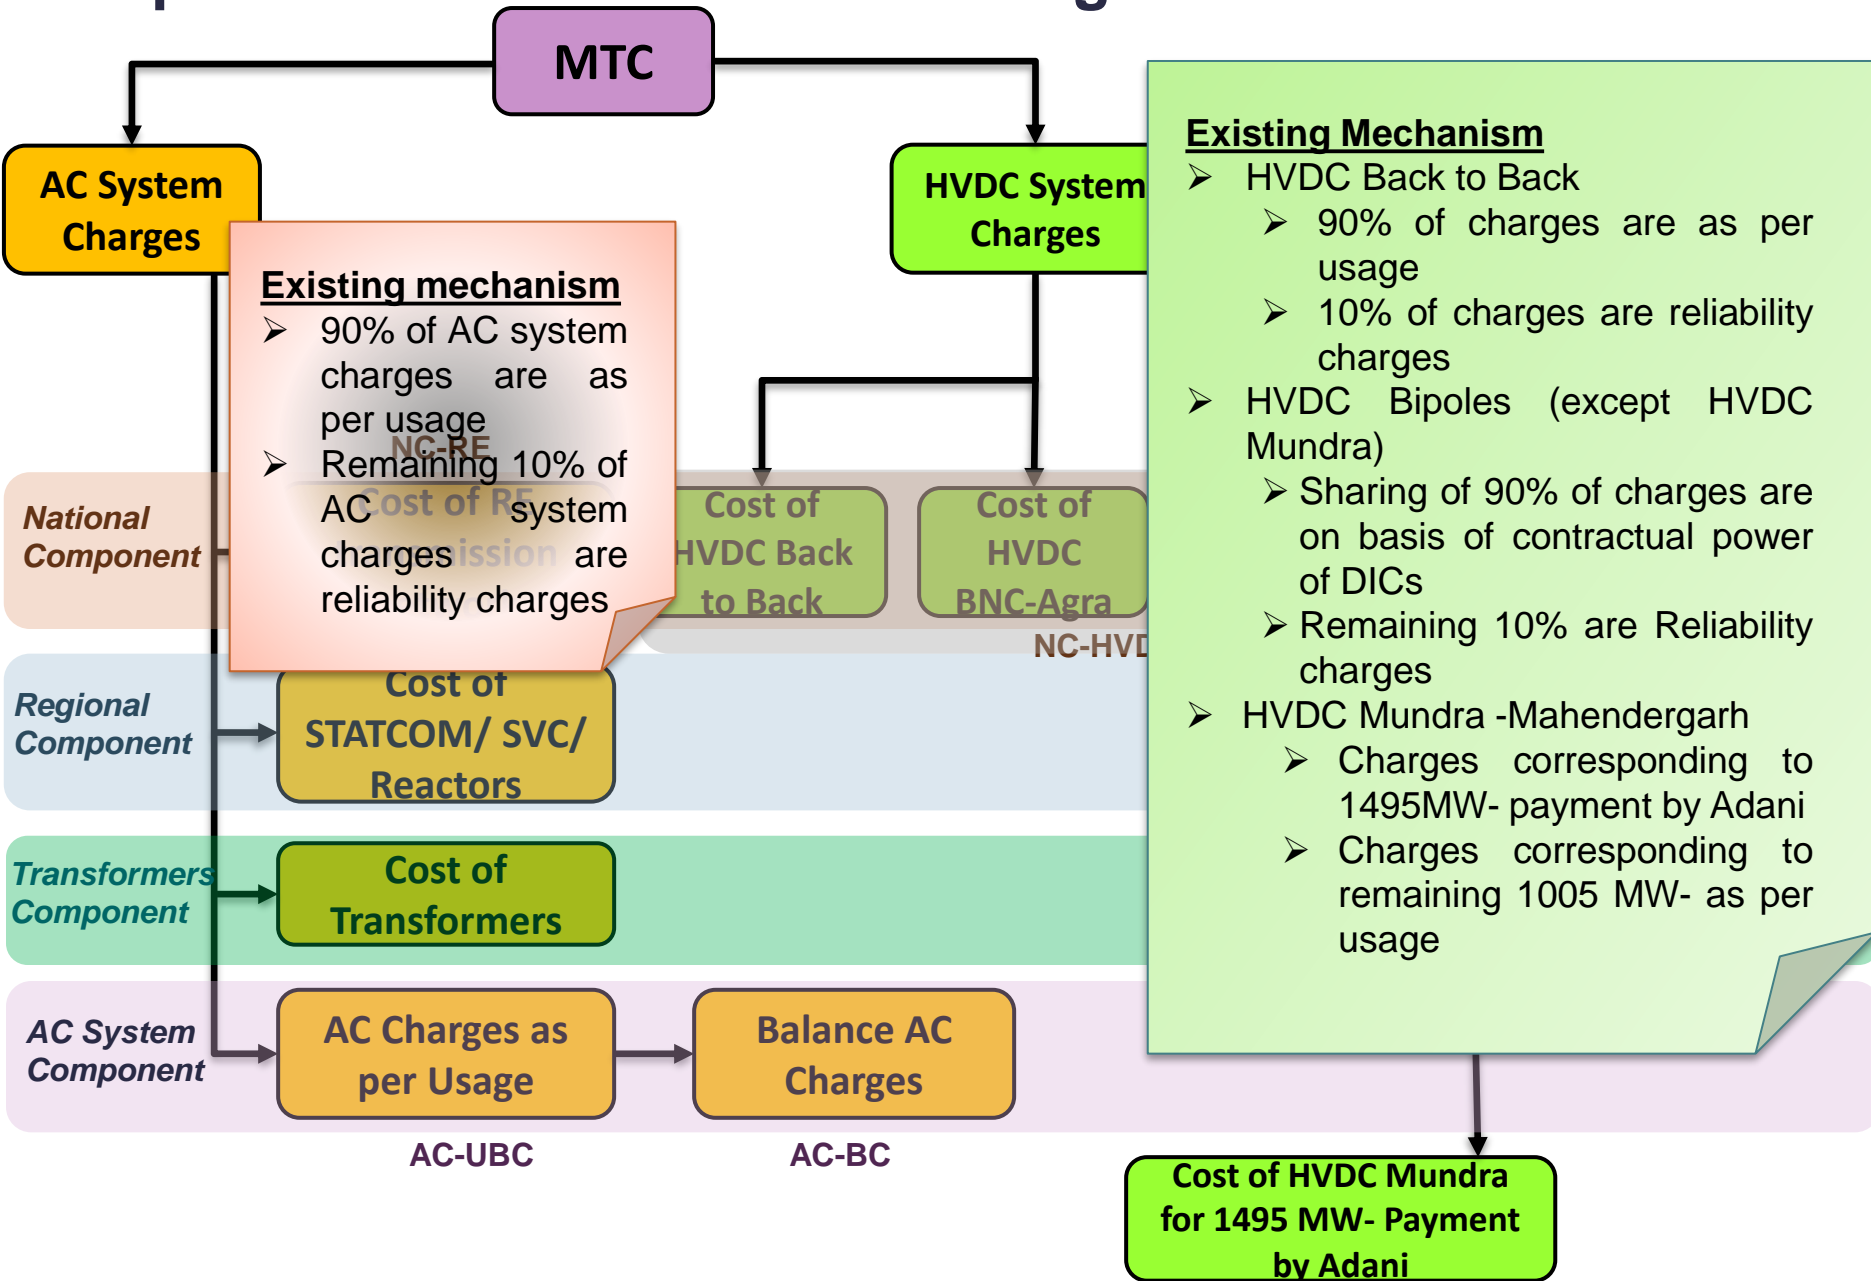 MTC
AC System
Charges
HVDC System
Charges
Existing mechanism
➢ 90% of AC system
charges are as
per usage
➢ Remaining 10% of
AC system
charges are
reliability charges
Existing Mechanism
➢ HVDC Back to Back
➢ 90% of charges are as per
usage
➢ 10% of charges are reliability
charges
➢ HVDC Bipoles (except HVDC
Mundra)
➢ Sharing of 90% of charges are
on basis of contractual power
of DICs
➢ Remaining 10% are Reliability
charges
➢ HVDC Mundra -Mahendergarh
➢ Charges corresponding to
1495MW- payment by Adani
➢ Charges corresponding to
remaining 1005 MW- as per
usage
National
Component
NC-RE
Cost of RE
Cost of
HVDC Back
to Back
Cost of
HVDC
BNC-Agra
Regional
Component
Cost of
STATCOM/ SVC/
Reactors
Transformers
Component
Cost of
Transformers
AC System
Component
AC Charges as
per Usage
Balance AC
Charges
AC-UBC
AC-BC
Cost of HVDC Mundra
for 1495 MW- Payment
by Adani